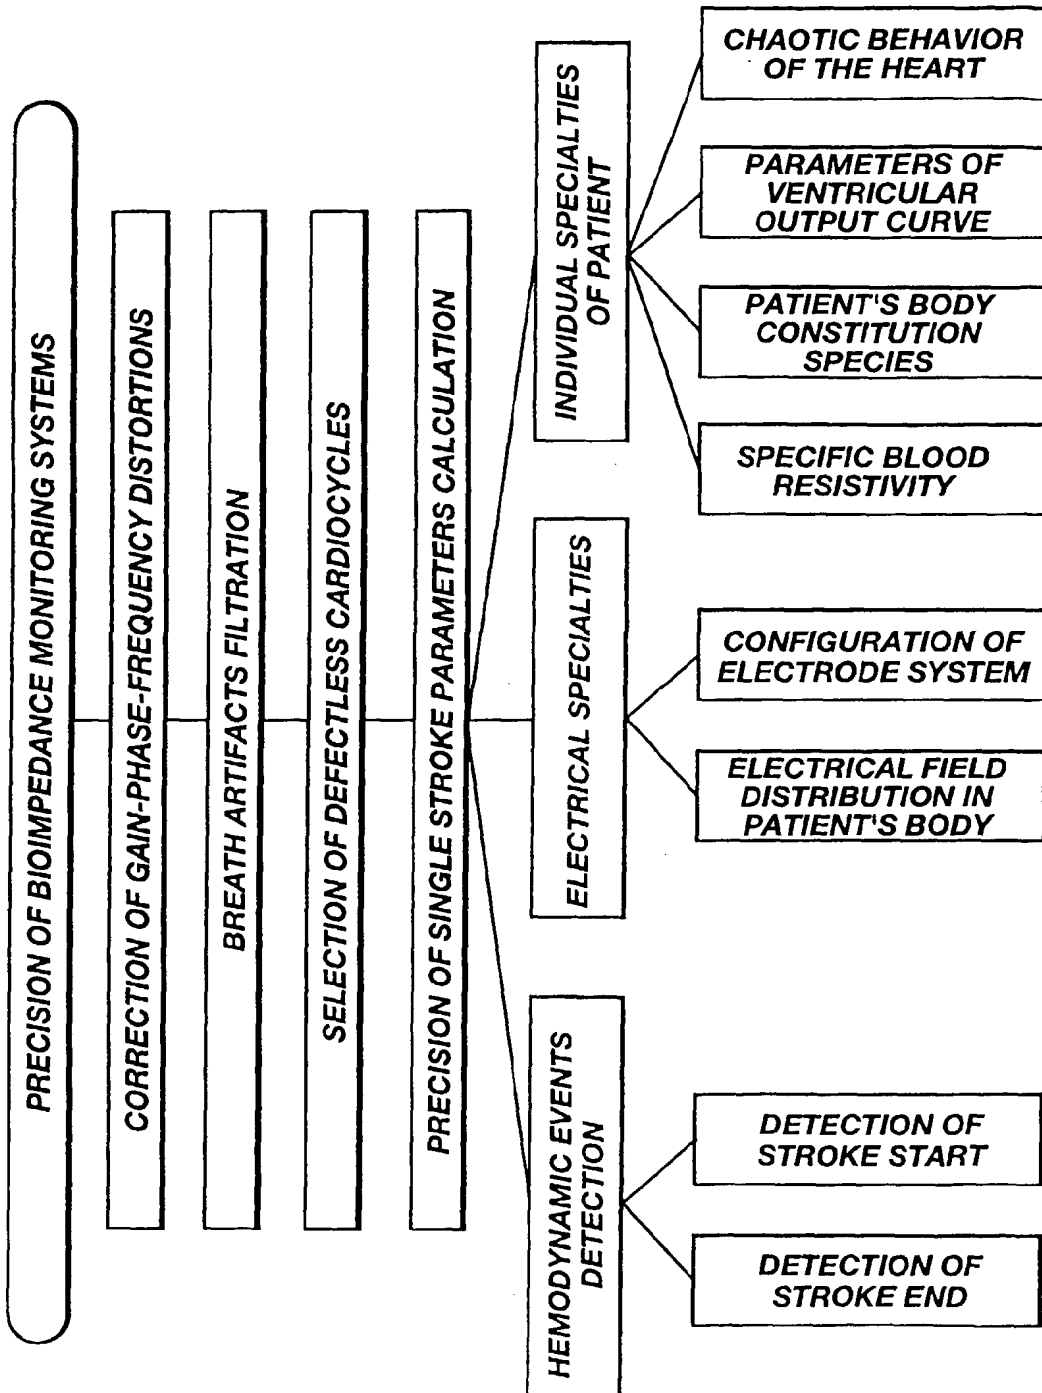 PRECISION OF BIOIMPEDANCE MONITORING SYSTEMS
CORRECTION OF GAIN-PHASE-FREQUENCY DISTORTIONS
BREATH ARTIFACTS FILTRATION
SELECTION OF DEFECTLESS CARDIOCYCLES
PRECISION OF SINGLE STROKE PARAMETERS CALCULATION
INDIVIDUAL SPECIALTIES
OF PATIENT
CHAOTIC BEHAVIOR
OF THE HEART
PARAMETERS OF
VENTRICULAR
OUTPUT CURVE
PATIENT'S BODY
CONSTITUTION
SPECIES
SPECIFIC BLOOD
RESISTIVITY
ELECTRICAL SPECIALTIES
CONFIGURATION OF
ELECTRODE SYSTEM
ELECTRICAL FIELD
DISTRIBUTION IN
PATIENT'S BODY
HEMODYNAMIC EVENTS
DETECTION
DETECTION OF
STROKE START
DETECTION OF
STROKE END